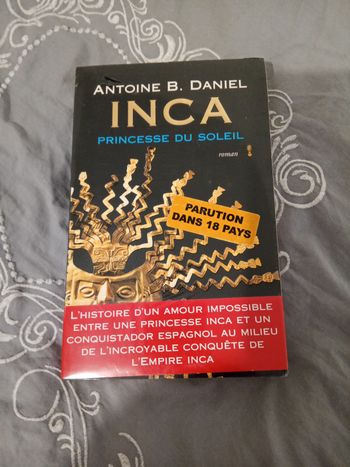 ANTOINE B. DANIEL
INCA
PRINCESSE DU SOLEIL
roman
PARUTION
DANS 18 PAYS
L'HISTOIRE D'UN AMOUR IMPOSSIBLE
ENTRE UNE PRINCESSE INCA ET UN
CONQUISTADOR ESPAGNOL AU MILIEU
DE L'INCROYABLE CONQUÊTE DE
L'EMPIRE INCA